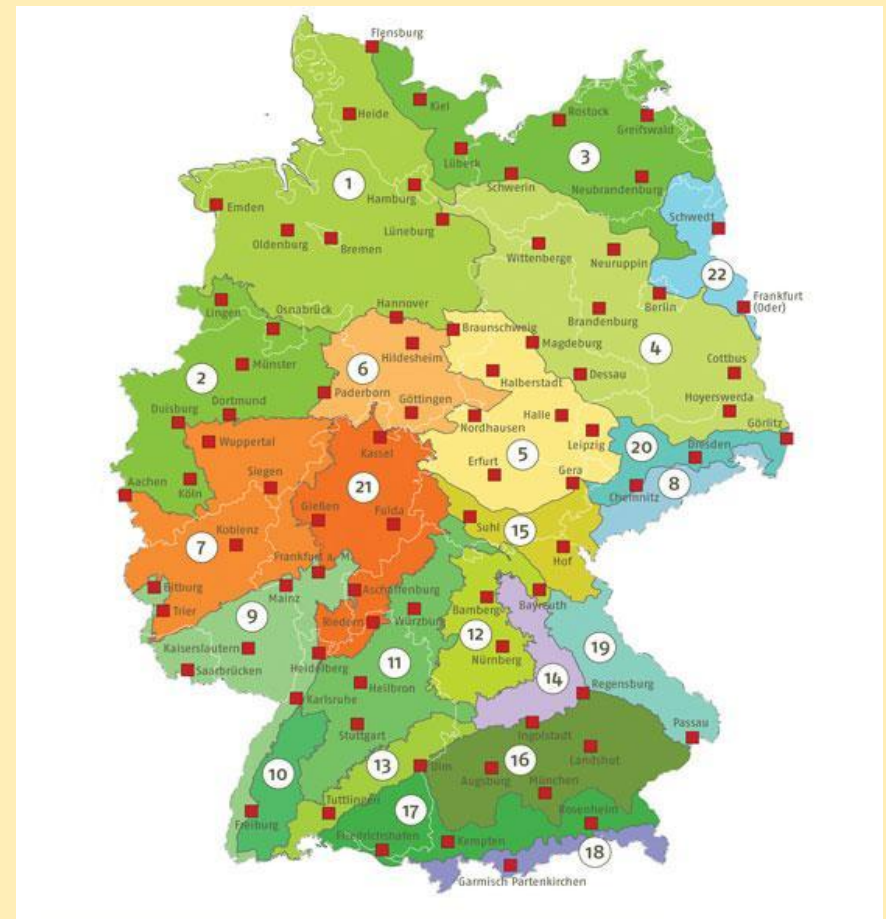 Flensburg
Kiel
Heide
Rostock
Greifswald
Lübeck
3
1
Schwerin
Neubrandenburg
Hamburg
Emden
Schwedt
Lüneburg
Oldenburg
Bremen
Wittenberge
Neuruppin
22
Lingen
Osnabrück
Hannover
Berlin
Frankfurt
(Oder)
Brandenburg
Braunschweig
Magdeburg
4
Hildesheim
6
Münster
2
Cottbus
Halberstadt
Dessau
Paderborn
Dortmund
Göttingen
Hoyerswerda
Duisburg
Nordhausen
Halle
Görlitz
Wuppertal
Kassel
Leipzig
20
Dresden
5
Siegen
Erfurt
Gera
Aachen
Köln
21
8
Chemnitz
Gießen
Fulda
Suhl
15
Koblenz
7
Hof
Frankfurt a. M.
Bitburg
Mainz
Aschaffenburg
Bayreuth
Trier
9
Bamberg
Riedern
Würzburg
12
Kaiserslautern
Nürnberg
19
Heidelberg
11
Saarbrücken
14
Heilbron
Regensburg
Karlsruhe
Stuttgart
Ingolstadt
Passau
16
Landshut
13
Ulm
10
Augsburg
München
Tuttlingen
17
Rosenheim
Freiburg
Friedrichshafen
Kempten
18
Garmisch Partenkirchen